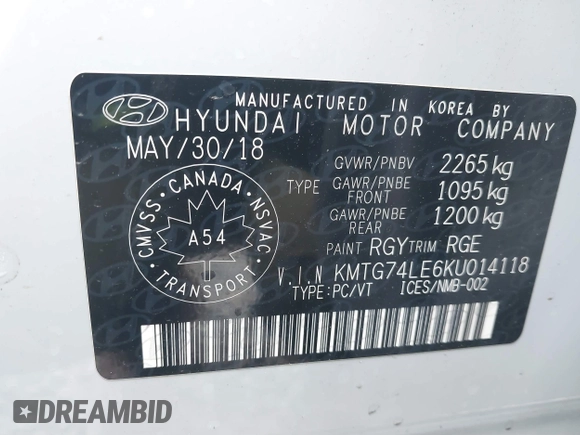 MANUFACTURED IN KOREA BY
HYUNDAI MOTOR COMPANY
MAY/30/18
GVWR/PNBV 2265 kg
TYPE GAWR/PNBE FRONT 1095 kg
GAWR/PNBE REAR 1200 kg
PAINT RGY TRIM RGE
V.I.N KMTG74LE6KU014118
TYPE:PC/VT ICES/NMB-002
CMVSS · CANADA · NSVAC
A54
TRANSPORT
DREAMBID